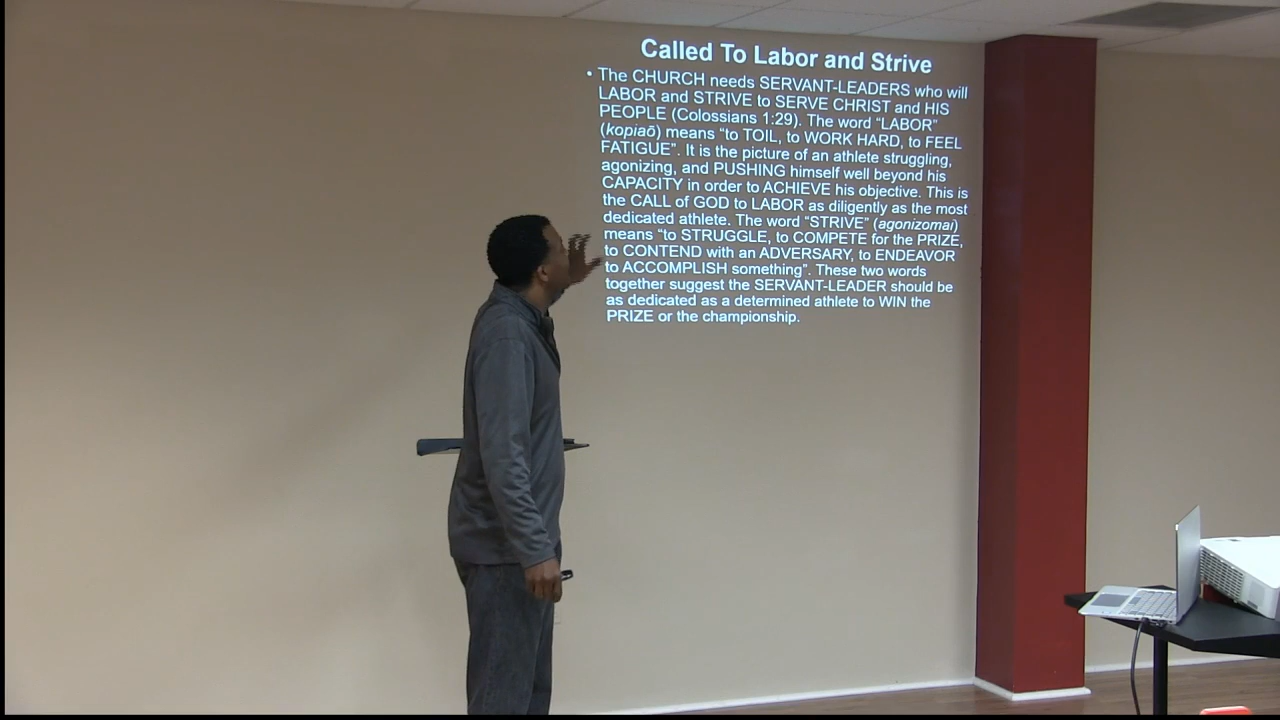 Called To Labor and Strive
• The CHURCH needs SERVANT-LEADERS who will
LABOR and STRIVE to SERVE CHRIST and HIS
PEOPLE (Colossians 1:29). The word “LABOR”
(kopiaō) means “to TOIL, to WORK HARD, to FEEL
FATIGUE”. It is the picture of an athlete struggling,
agonizing, and PUSHING himself well beyond his
CAPACITY in order to ACHIEVE his objective. This is
the CALL of GOD to LABOR as diligently as the most
dedicated athlete. The word “STRIVE” (agonizomai)
means “to STRUGGLE, to COMPETE for the PRIZE,
to CONTEND with an ADVERSARY, to ENDEAVOR
to ACCOMPLISH something”. These two words
together suggest the SERVANT-LEADER should be
as dedicated as a determined athlete to WIN the
PRIZE or the championship.